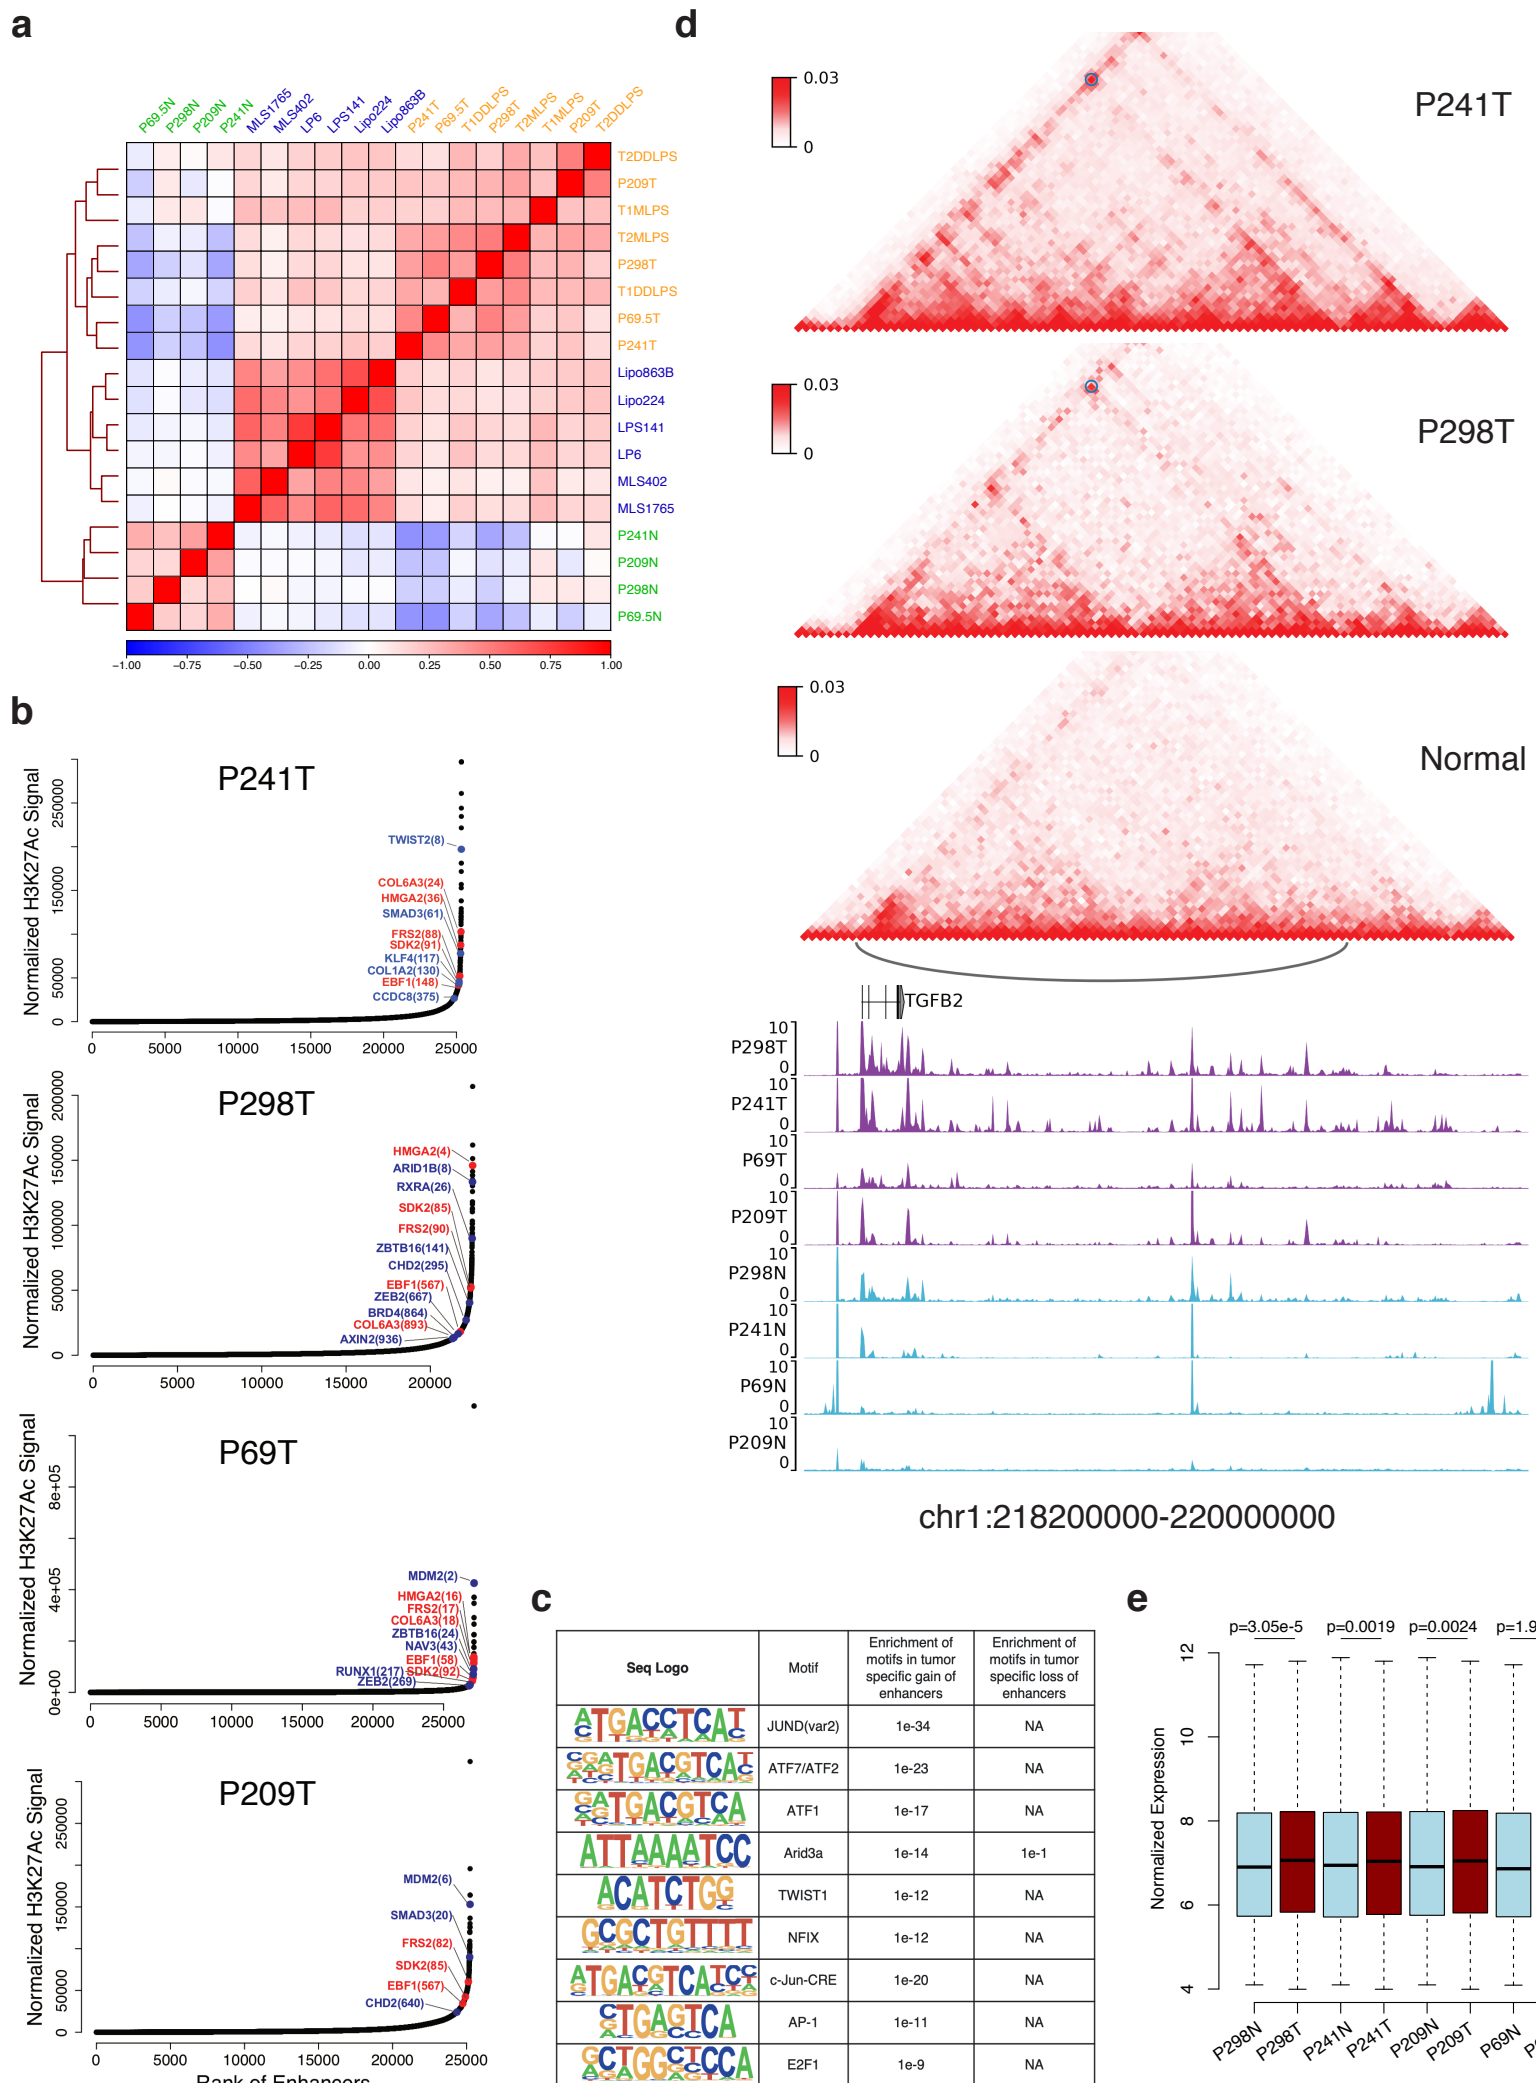 a
P69.5N
P298N
P209N
P241N
MLS1765
MLS402
LP6
LPS141
Lipo224
Lipo863B
P241T
P69.5T
T1DDLPS
P298T
T2MLPS
T1MLPS
P209T
T2DDLPS
T2DDLPS
P209T
T1MLPS
T2MLPS
P298T
T1DDLPS
P69.5T
P241T
Lipo863B
Lipo224
LPS141
LP6
MLS402
MLS1765
P241N
P209N
P298N
P69.5N
−1.00 −0.75 −0.50 −0.25 0.00 0.25 0.50 0.75 1.00
b
P241T
Normalized H3K27Ac Signal
250000
150000
50000
0
TWIST2(8)
COL6A3(24)
HMGA2(36)
SMAD3(61)
FRS2(88)
SDK2(91)
KLF4(117)
COL1A2(130)
EBF1(148)
CCDC8(375)
0 5000 10000 15000 20000 25000
P298T
Normalized H3K27Ac Signal
200000
150000
100000
50000
0
HMGA2(4)
ARID1B(8)
RXRA(26)
SDK2(85)
FRS2(90)
ZBTB16(141)
CHD2(295)
EBF1(567)
ZEB2(667)
BRD4(864)
COL6A3(893)
AXIN2(936)
0 5000 10000 15000 20000
P69T
Normalized H3K27Ac Signal
8e+05
4e+05
0e+00
MDM2(2)
HMGA2(16)
FRS2(17)
COL6A3(18)
ZBTB16(24)
NAV3(43)
EBF1(58)
RUNX1(217) SDK2(92)
ZEB2(269)
0 5000 10000 15000 20000 25000
P209T
Normalized H3K27Ac Signal
250000
150000
50000
0
MDM2(6)
SMAD3(20)
FRS2(82)
SDK2(85)
EBF1(567)
CHD2(640)
0 5000 10000 15000 20000 25000
Rank of Enhancers
c
Seq Logo Motif Enrichment of motifs in tumor specific gain of enhancers Enrichment of motifs in tumor specific loss of enhancers
JUND(var2) 1e-34 NA
ATF7/ATF2 1e-23 NA
ATF1 1e-17 NA
Arid3a 1e-14 1e-1
TWIST1 1e-12 NA
NFIX 1e-12 NA
c-Jun-CRE 1e-20 NA
AP-1 1e-11 NA
E2F1 1e-9 NA
d
0.03
0
P241T
0.03
0
P298T
0.03
0
Normal
TGFB2
P298T 10 0
P241T 10 0
P69T 10 0
P209T 10 0
P298N 10 0
P241N 10 0
P69N 10 0
P209N 10 0
chr1:218200000-220000000
e
p=3.05e-5 p=0.0019 p=0.0024 p=1.9
Normalized Expression
12
10
8
6
4
P298N
P298T
P241N
P241T
P209N
P209T
P69N